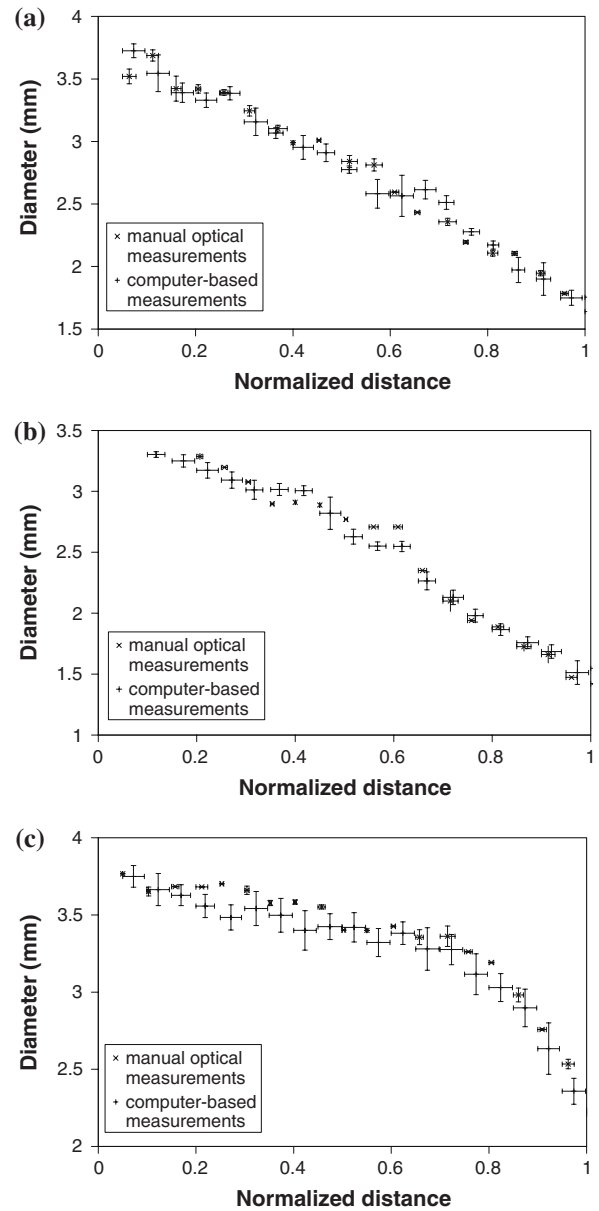 (a)
4
3.5
3
2.5
2
1.5
Diameter (mm)
× manual optical
measurements
+ computer-based
measurements
0 0.2 0.4 0.6 0.8 1
Normalized distance
(b)
3.5
3
2.5
2
1.5
1
Diameter (mm)
× manual optical
measurements
+ computer-based
measurements
0 0.2 0.4 0.6 0.8 1
Normalized distance
(c)
4
3.5
3
2.5
2
Diameter (mm)
× manual optical
measurements
+ computer-based
measurements
0 0.2 0.4 0.6 0.8 1
Normalized distance